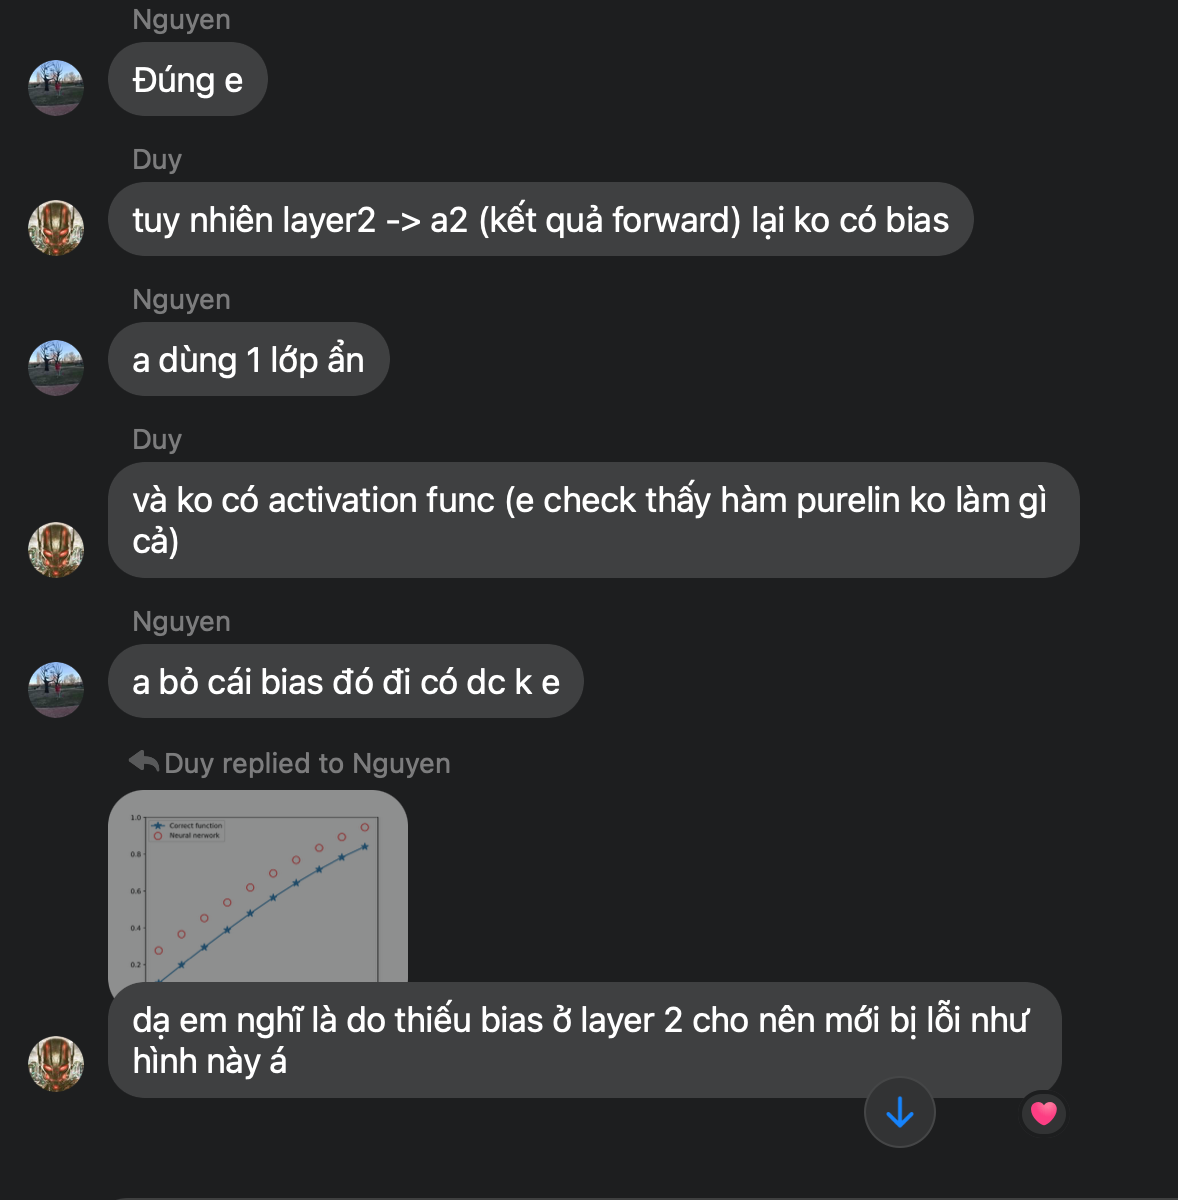 Nguyen
Đúng e
Duy
tuy nhiên layer2 -> a2 (kết quả forward) lại ko có bias
Nguyen
a dùng 1 lớp ẩn
Duy
và ko có activation func (e check thấy hàm purelin ko làm gì
cả)
Nguyen
a bỏ cái bias đó đi có dc k e
Duy replied to Nguyen
1.0
Correct function
Neural nerwork
0.8
0.6
0.4
0.2
dạ em nghĩ là do thiếu bias ở layer 2 cho nên mới bị lỗi như
hình này á